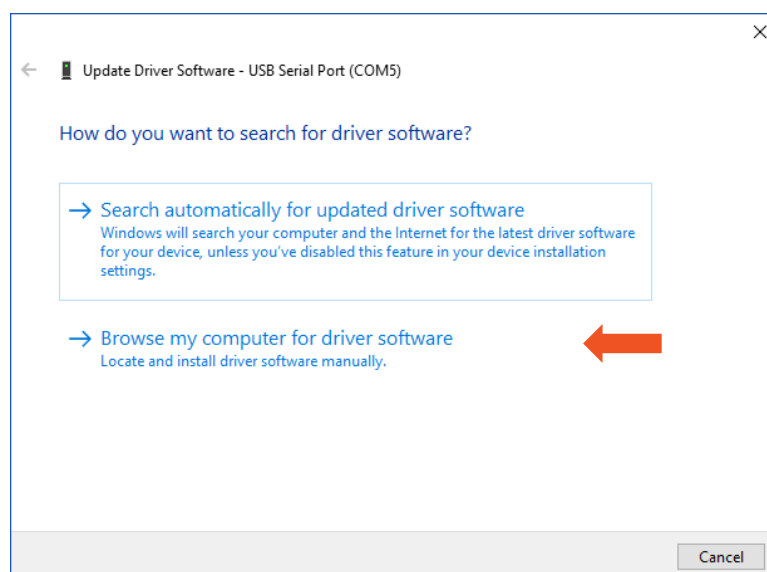 Update Driver Software - USB Serial Port (COM5)
How do you want to search for driver software?
Search automatically for updated driver software
Windows will search your computer and the Internet for the latest driver software
for your device, unless you've disabled this feature in your device installation
settings.
Browse my computer for driver software
Locate and install driver software manually.
Cancel